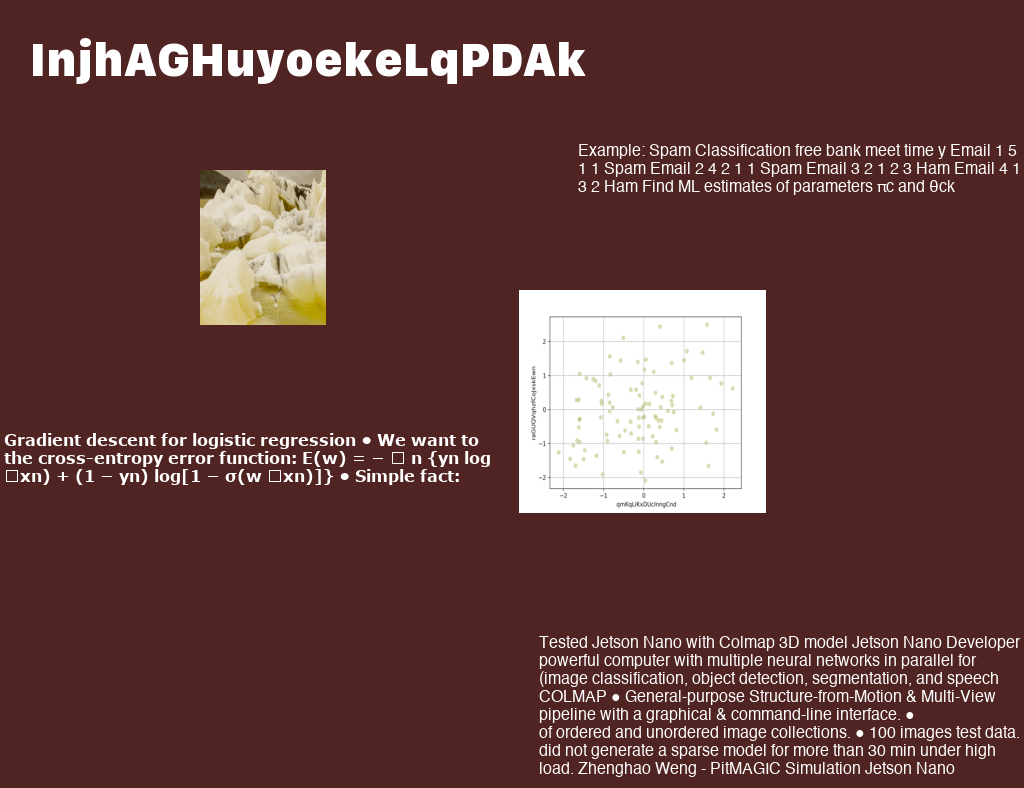 InjhAGHuyoekeLqPDAk
Example: Spam Classification free bank meet time y Email 1 5
1 1 Spam Email 2 4 2 1 1 Spam Email 3 2 1 2 3 Ham Email 4 1
3 2 Ham Find ML estimates of parameters πc and θck
2
1
0
−1
−2
−2 −1 0 1 2
qmKqLiKxDUcInngCnd
Gradient descent for logistic regression ● We want to
the cross-entropy error function: E(w) = − □ n {yn log
□xn) + (1 − yn) log[1 − σ(w □xn)]} ● Simple fact:
Tested Jetson Nano with Colmap 3D model Jetson Nano Developer
powerful computer with multiple neural networks in parallel for
(image classification, object detection, segmentation, and speech
COLMAP ● General-purpose Structure-from-Motion & Multi-View
pipeline with a graphical & command-line interface. ●
of ordered and unordered image collections. ● 100 images test data.
did not generate a sparse model for more than 30 min under high
load. Zhenghao Weng - PitMAGIC Simulation Jetson Nano